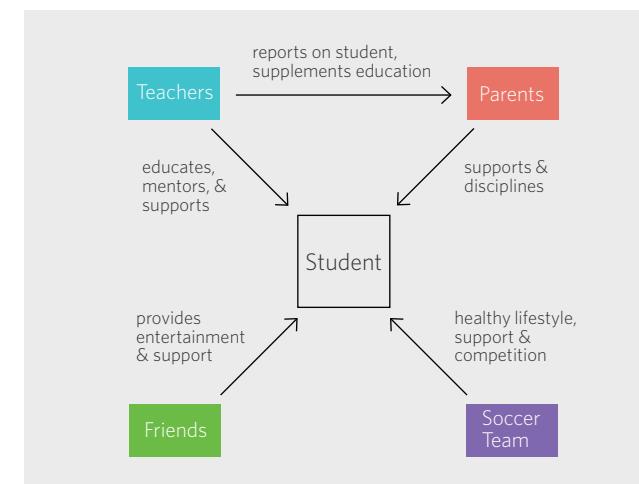 reports on student,
supplements education
Teachers
Parents
educates,
mentors, &
supports
supports &
disciplines
Student
provides
entertainment
& support
healthy lifestyle,
support &
competition
Friends
Soccer
Team